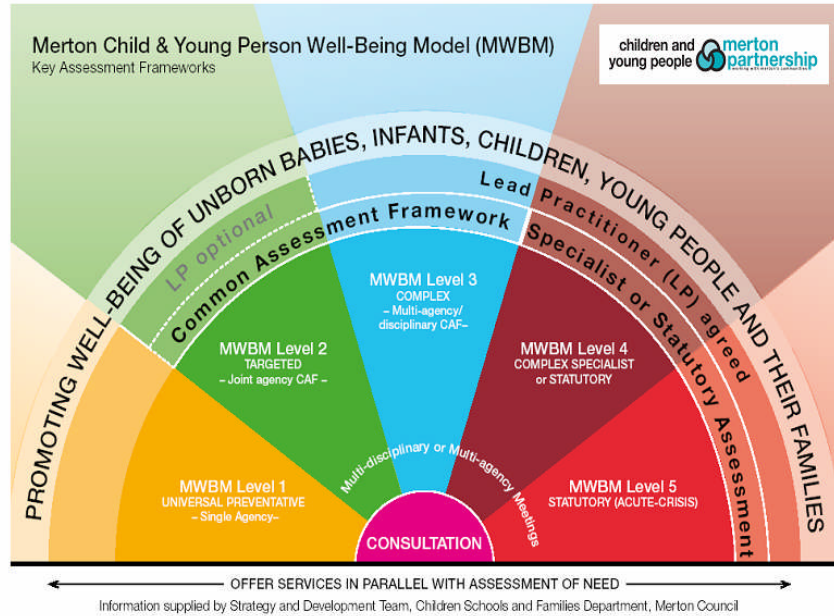 Merton Child & Young Person Well-Being Model (MWBM)
Key Assessment Frameworks
children and
young people
merton
partnership
working with merton's communities
PROMOTING WELL-BEING OF UNBORN BABIES, INFANTS, CHILDREN, YOUNG PEOPLE AND THEIR FAMILIES
LP optional
Lead Practitioner (LP) agreed
Common Assessment Framework
Specialist or Statutory Assessment
MWBM Level 3
COMPLEX
– Multi-agency/
disciplinary CAF–
MWBM Level 2
TARGETED
– Joint agency CAF –
MWBM Level 4
COMPLEX SPECIALIST
or STATUTORY
MWBM Level 1
UNIVERSAL PREVENTATIVE
– Single Agency–
MWBM Level 5
STATUTORY (ACUTE-CRISIS)
Multi-disciplinary or Multi-agency Meetings
CONSULTATION
OFFER SERVICES IN PARALLEL WITH ASSESSMENT OF NEED
Information supplied by Strategy and Development Team, Children Schools and Families Department, Merton Council